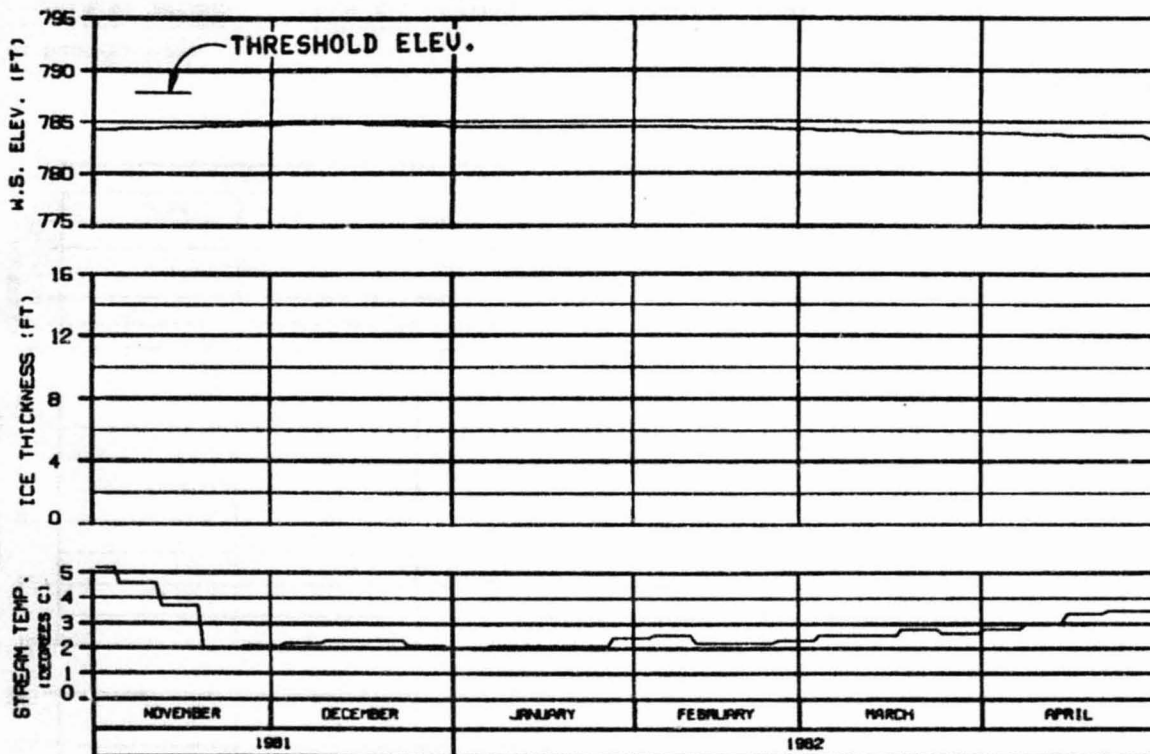 795
THRESHOLD ELEV.
790
785
780
775
W.S. ELEV. (FT)
16
12
8
4
0
ICE THICKNESS (FT)
5
4
3
2
1
0
STREAM TEMP.
(DEGREES C)
NOVEMBER DECEMBER JANUARY FEBRUARY MARCH APRIL
1981 1982